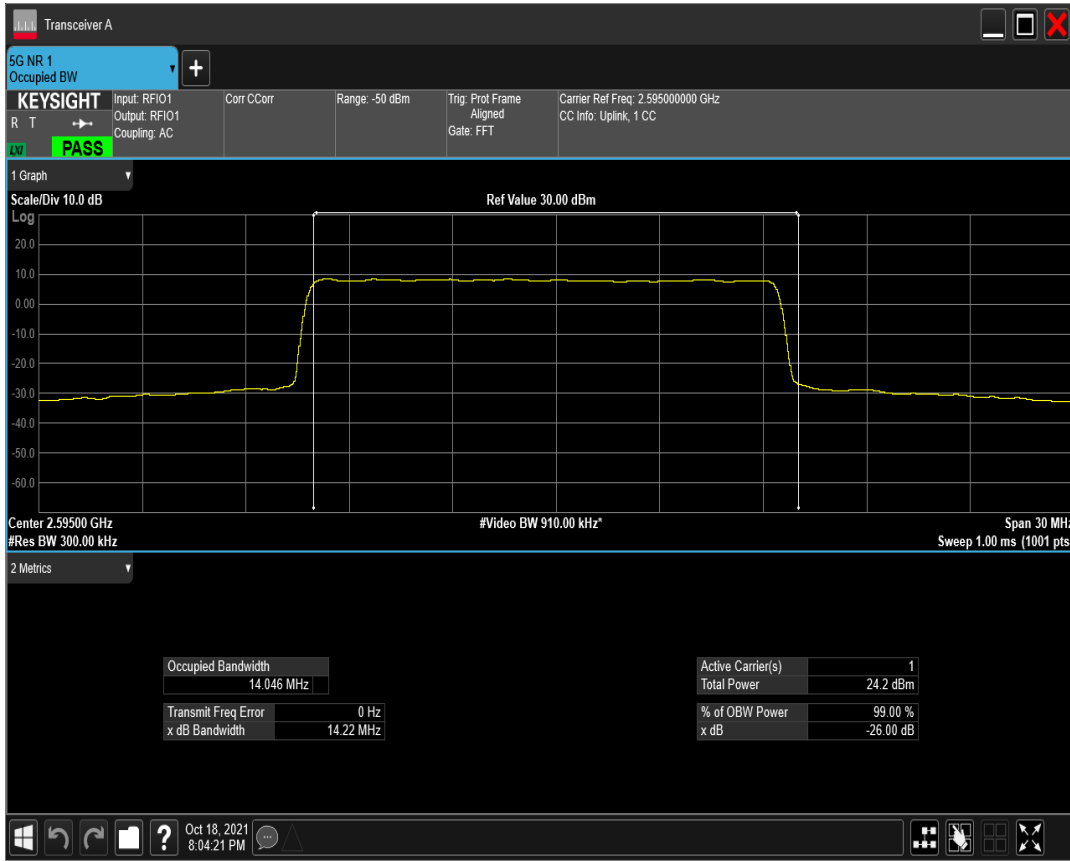 Transceiver A
5G NR 1
Occupied BW
KEYSIGHT
R T
LXI
PASS
Input: RFIO1
Output: RFIO1
Coupling: AC
Corr CCorr
Range: -50 dBm
Trig: Prot Frame
Aligned
Gate: FFT
Carrier Ref Freq: 2.595000000 GHz
CC Info: Uplink, 1 CC
1 Graph
Scale/Div 10.0 dB
Ref Value 30.00 dBm
Log
20.0
10.0
0.00
-10.0
-20.0
-30.0
-40.0
-50.0
-60.0
Center 2.59500 GHz
#Video BW 910.00 kHz*
Span 30 MHz
#Res BW 300.00 kHz
Sweep 1.00 ms (1001 pts
2 Metrics
Occupied Bandwidth
14.046 MHz
Transmit Freq Error 0 Hz
x dB Bandwidth 14.22 MHz
Active Carrier(s) 1
Total Power 24.2 dBm
% of OBW Power 99.00 %
x dB -26.00 dB
?
Oct 18, 2021
8:04:21 PM